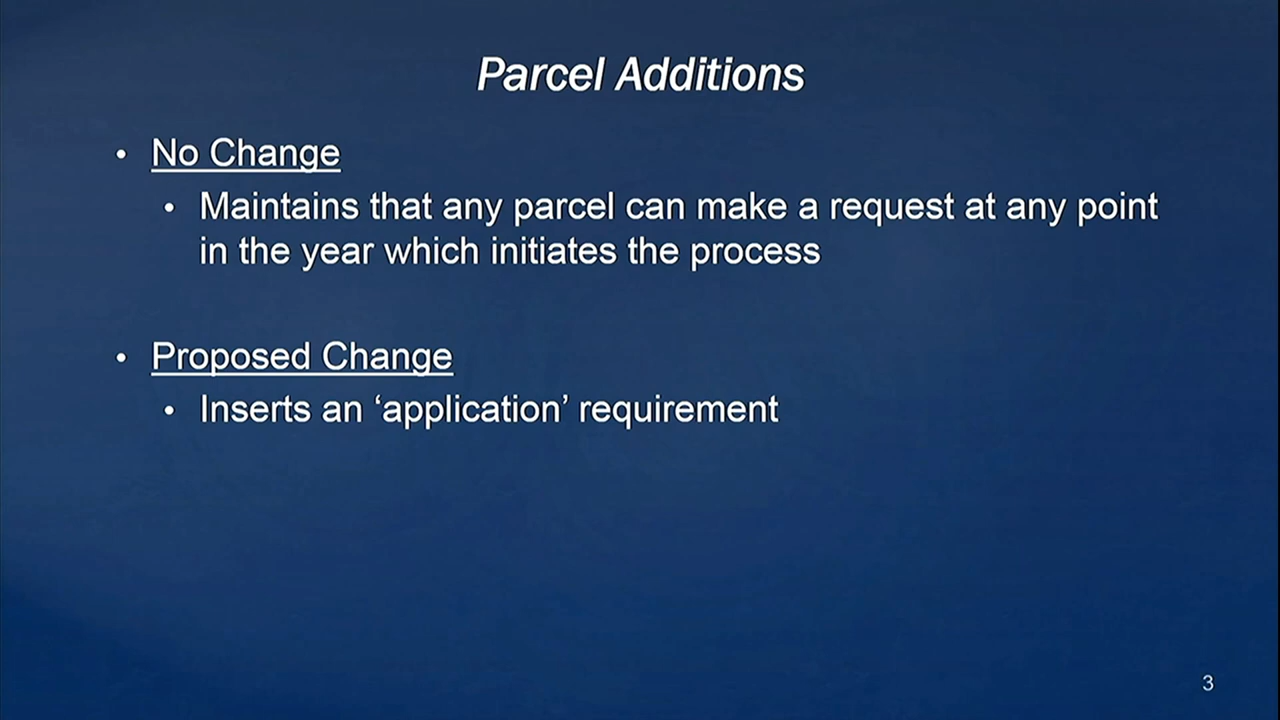 Parcel Additions
• No Change
• Maintains that any parcel can make a request at any point
in the year which initiates the process
• Proposed Change
• Inserts an ‘application’ requirement
3